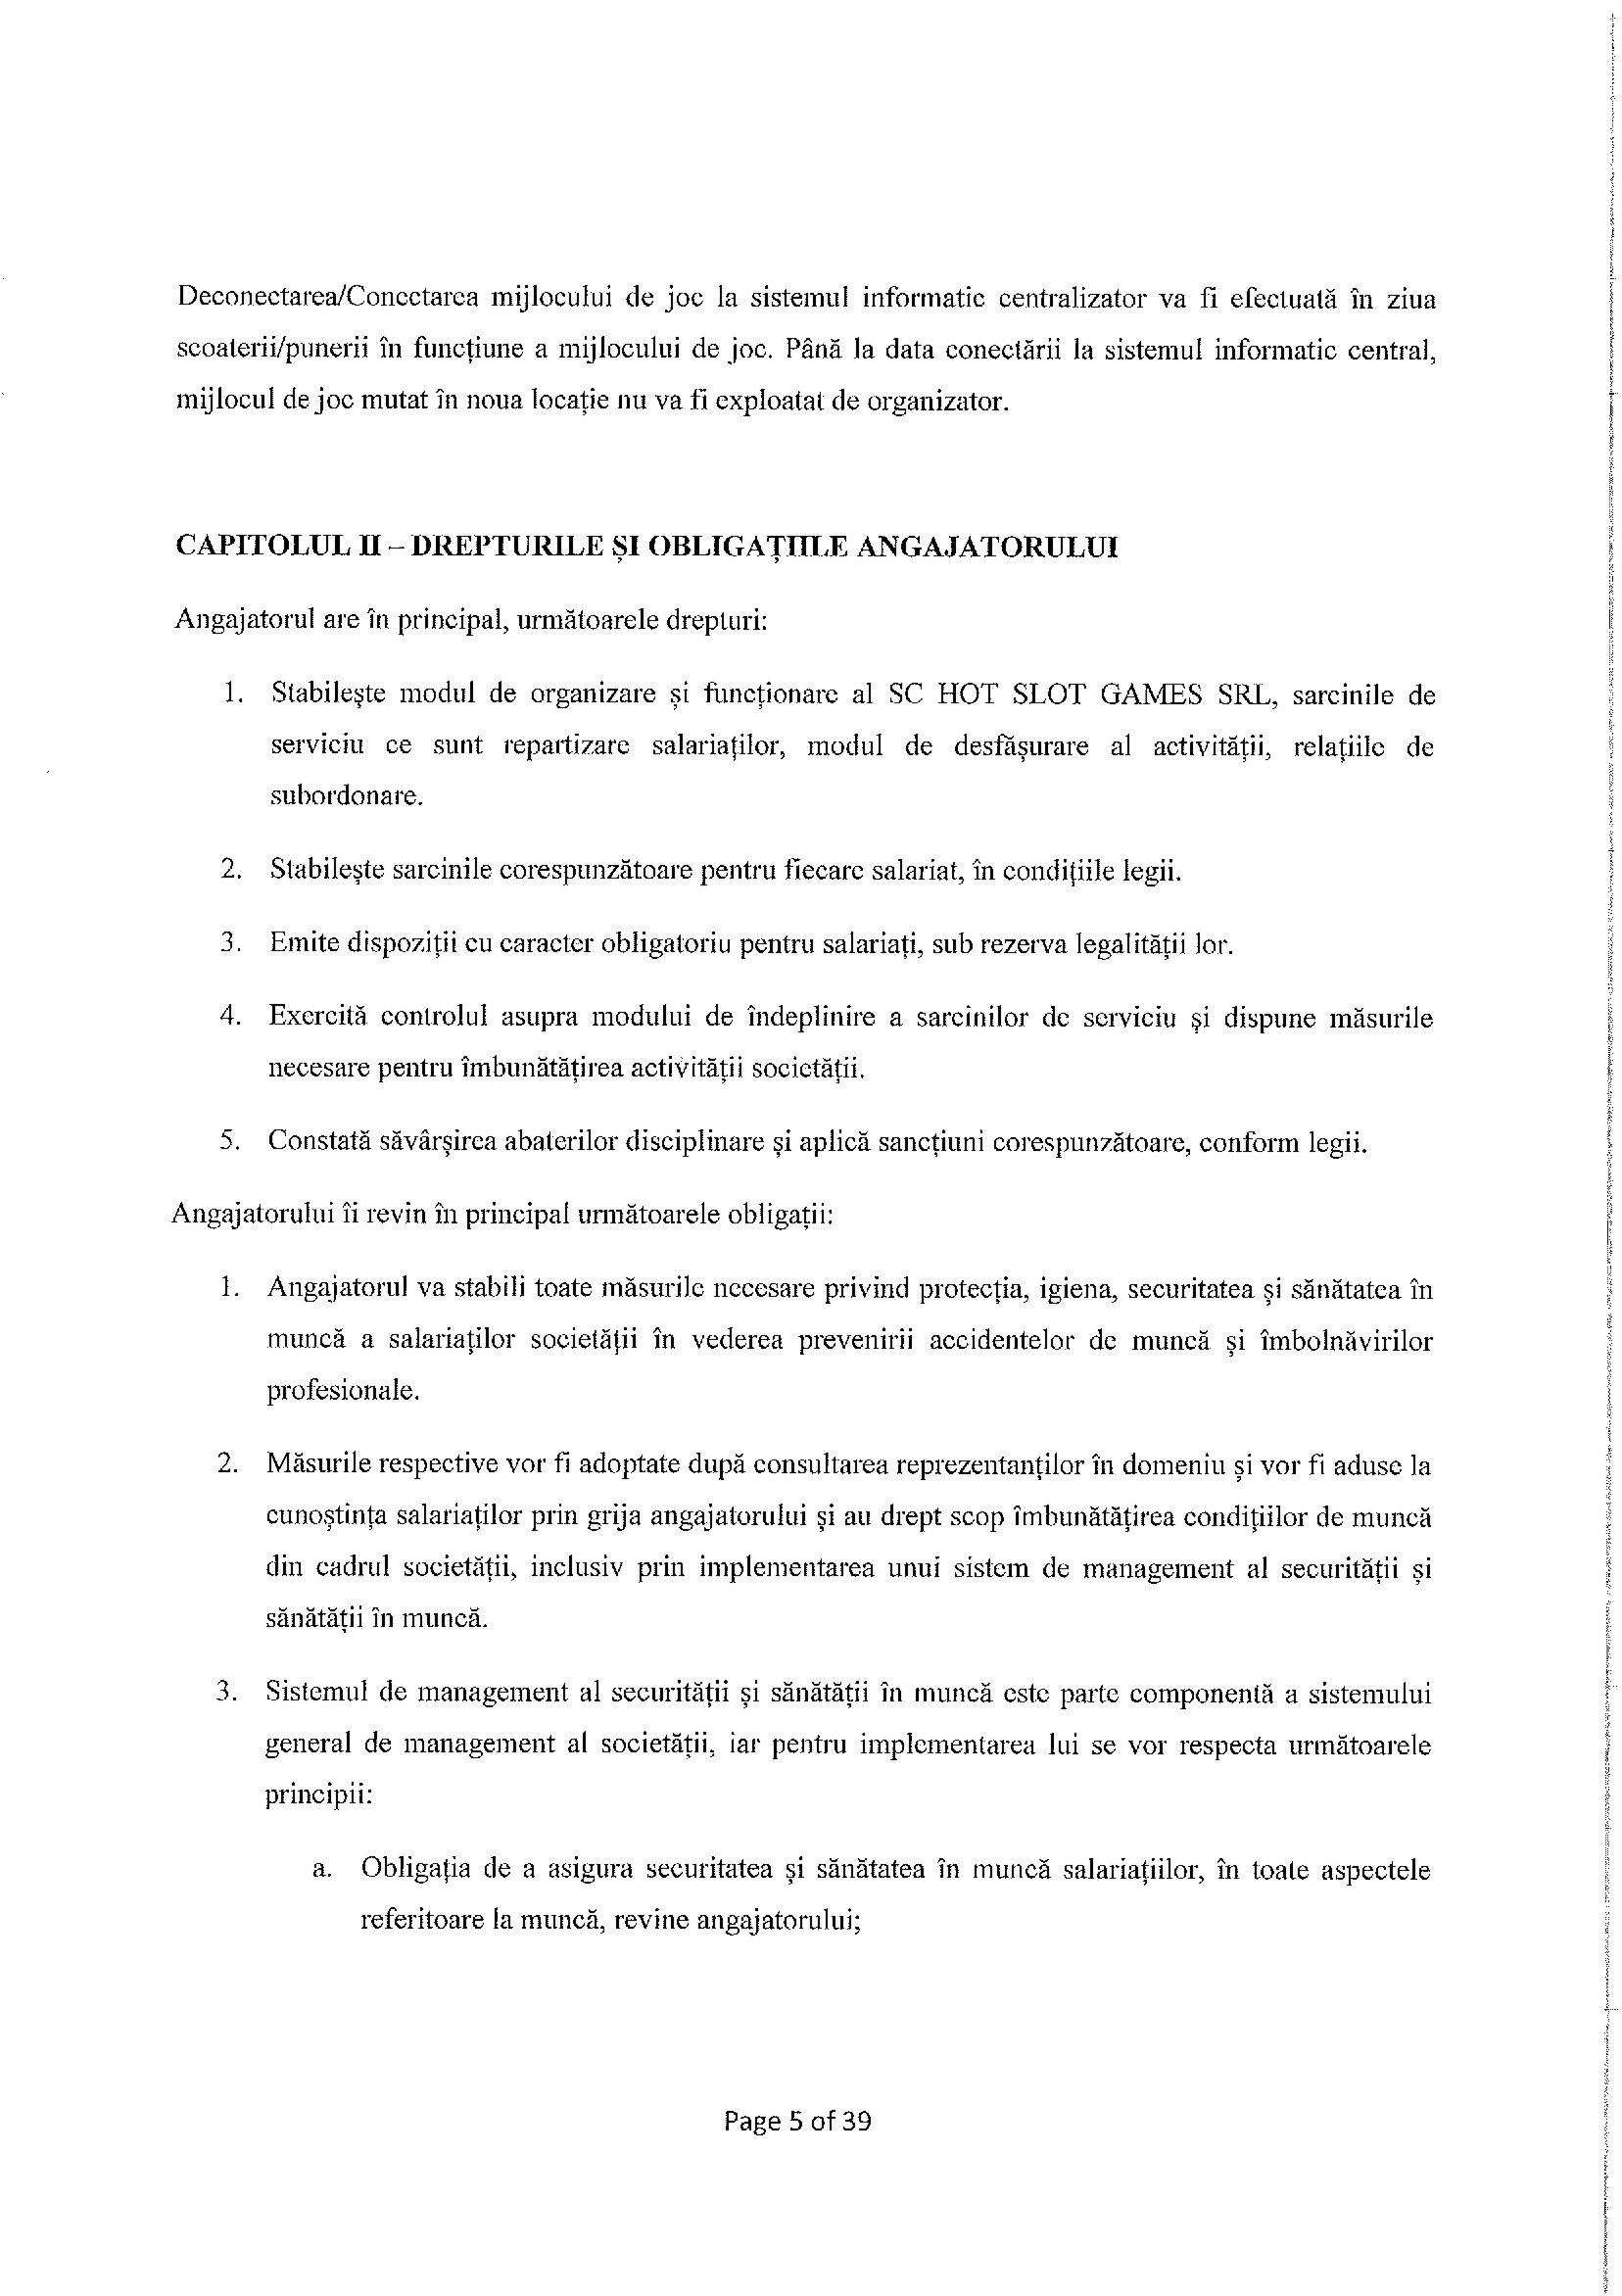 Deconectarea/Conectarea mijlocului de joc la sistemul informatic centralizator va fi efectuată în ziua
scoaterii/punerii în funcțiune a mijlocului de joc. Până la data conectării la sistemul informatic central,
mijlocul de joc mutat în noua locație nu va fi exploatat de organizator.
CAPITOLUL II – DREPTURILE ȘI OBLIGAȚIILE ANGAJATORULUI
Angajatorul are în principal, următoarele drepturi:
1. Stabilește modul de organizare și funcționare al SC HOT SLOT GAMES SRL, sarcinile de
serviciu ce sunt repartizare salariaților, modul de desfășurare al activității, relațiile de
subordonare.
2. Stabilește sarcinile corespunzătoare pentru fiecare salariat, în condițiile legii.
3. Emite dispoziții cu caracter obligatoriu pentru salariați, sub rezerva legalității lor.
4. Exercită controlul asupra modului de îndeplinire a sarcinilor de serviciu și dispune măsurile
necesare pentru îmbunătățirea activității societății.
5. Constată săvârșirea abaterilor disciplinare și aplică sancțiuni corespunzătoare, conform legii.
Angajatorului îi revin în principal următoarele obligații:
1. Angajatorul va stabili toate măsurile necesare privind protecția, igiena, securitatea și sănătatea în
muncă a salariaților societății în vederea prevenirii accidentelor de muncă și îmbolnăvirilor
profesionale.
2. Măsurile respective vor fi adoptate după consultarea reprezentanților în domeniu și vor fi aduse la
cunoștința salariaților prin grija angajatorului și au drept scop îmbunătățirea condițiilor de muncă
din cadrul societății, inclusiv prin implementarea unui sistem de management al securității și
sănătății în muncă.
3. Sistemul de management al securității și sănătății în muncă este parte componentă a sistemului
general de management al societății, iar pentru implementarea lui se vor respecta următoarele
principii:
a. Obligația de a asigura securitatea și sănătatea în muncă salariațiilor, în toate aspectele
referitoare la muncă, revine angajatorului;
Page 5 of 39